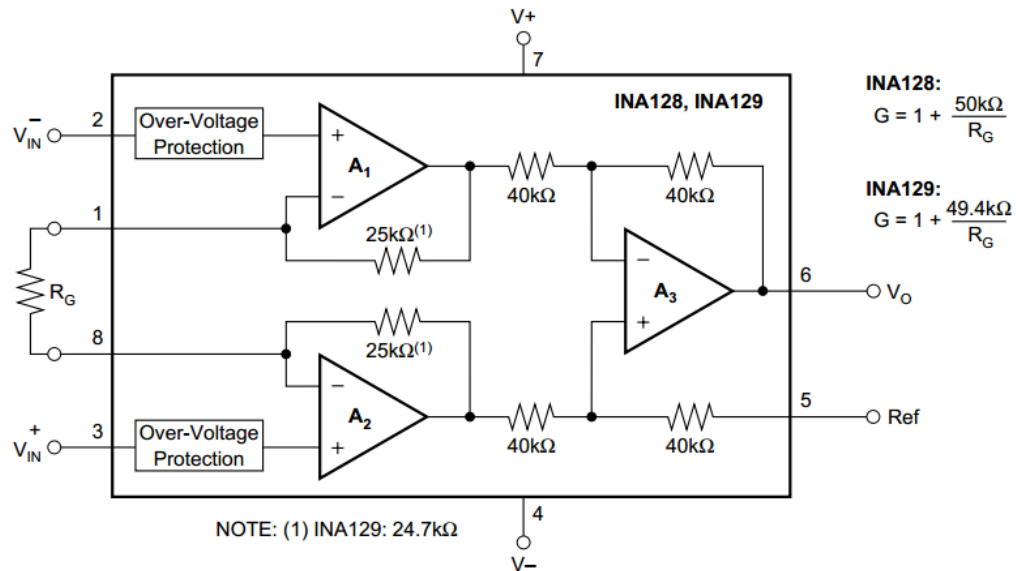 V+
7
INA128, INA129
INA128:
G = 1 + 50kΩ
RG
INA129:
G = 1 + 49.4kΩ
RG
2
V−IN
Over-Voltage
Protection
+
A1
−
40kΩ
40kΩ
1
25kΩ(1)
RG
−
A3
+
6
VO
8
25kΩ(1)
−
A2
+
5
Ref
3
V+IN
Over-Voltage
Protection
40kΩ
40kΩ
4
NOTE: (1) INA129: 24.7kΩ
V−